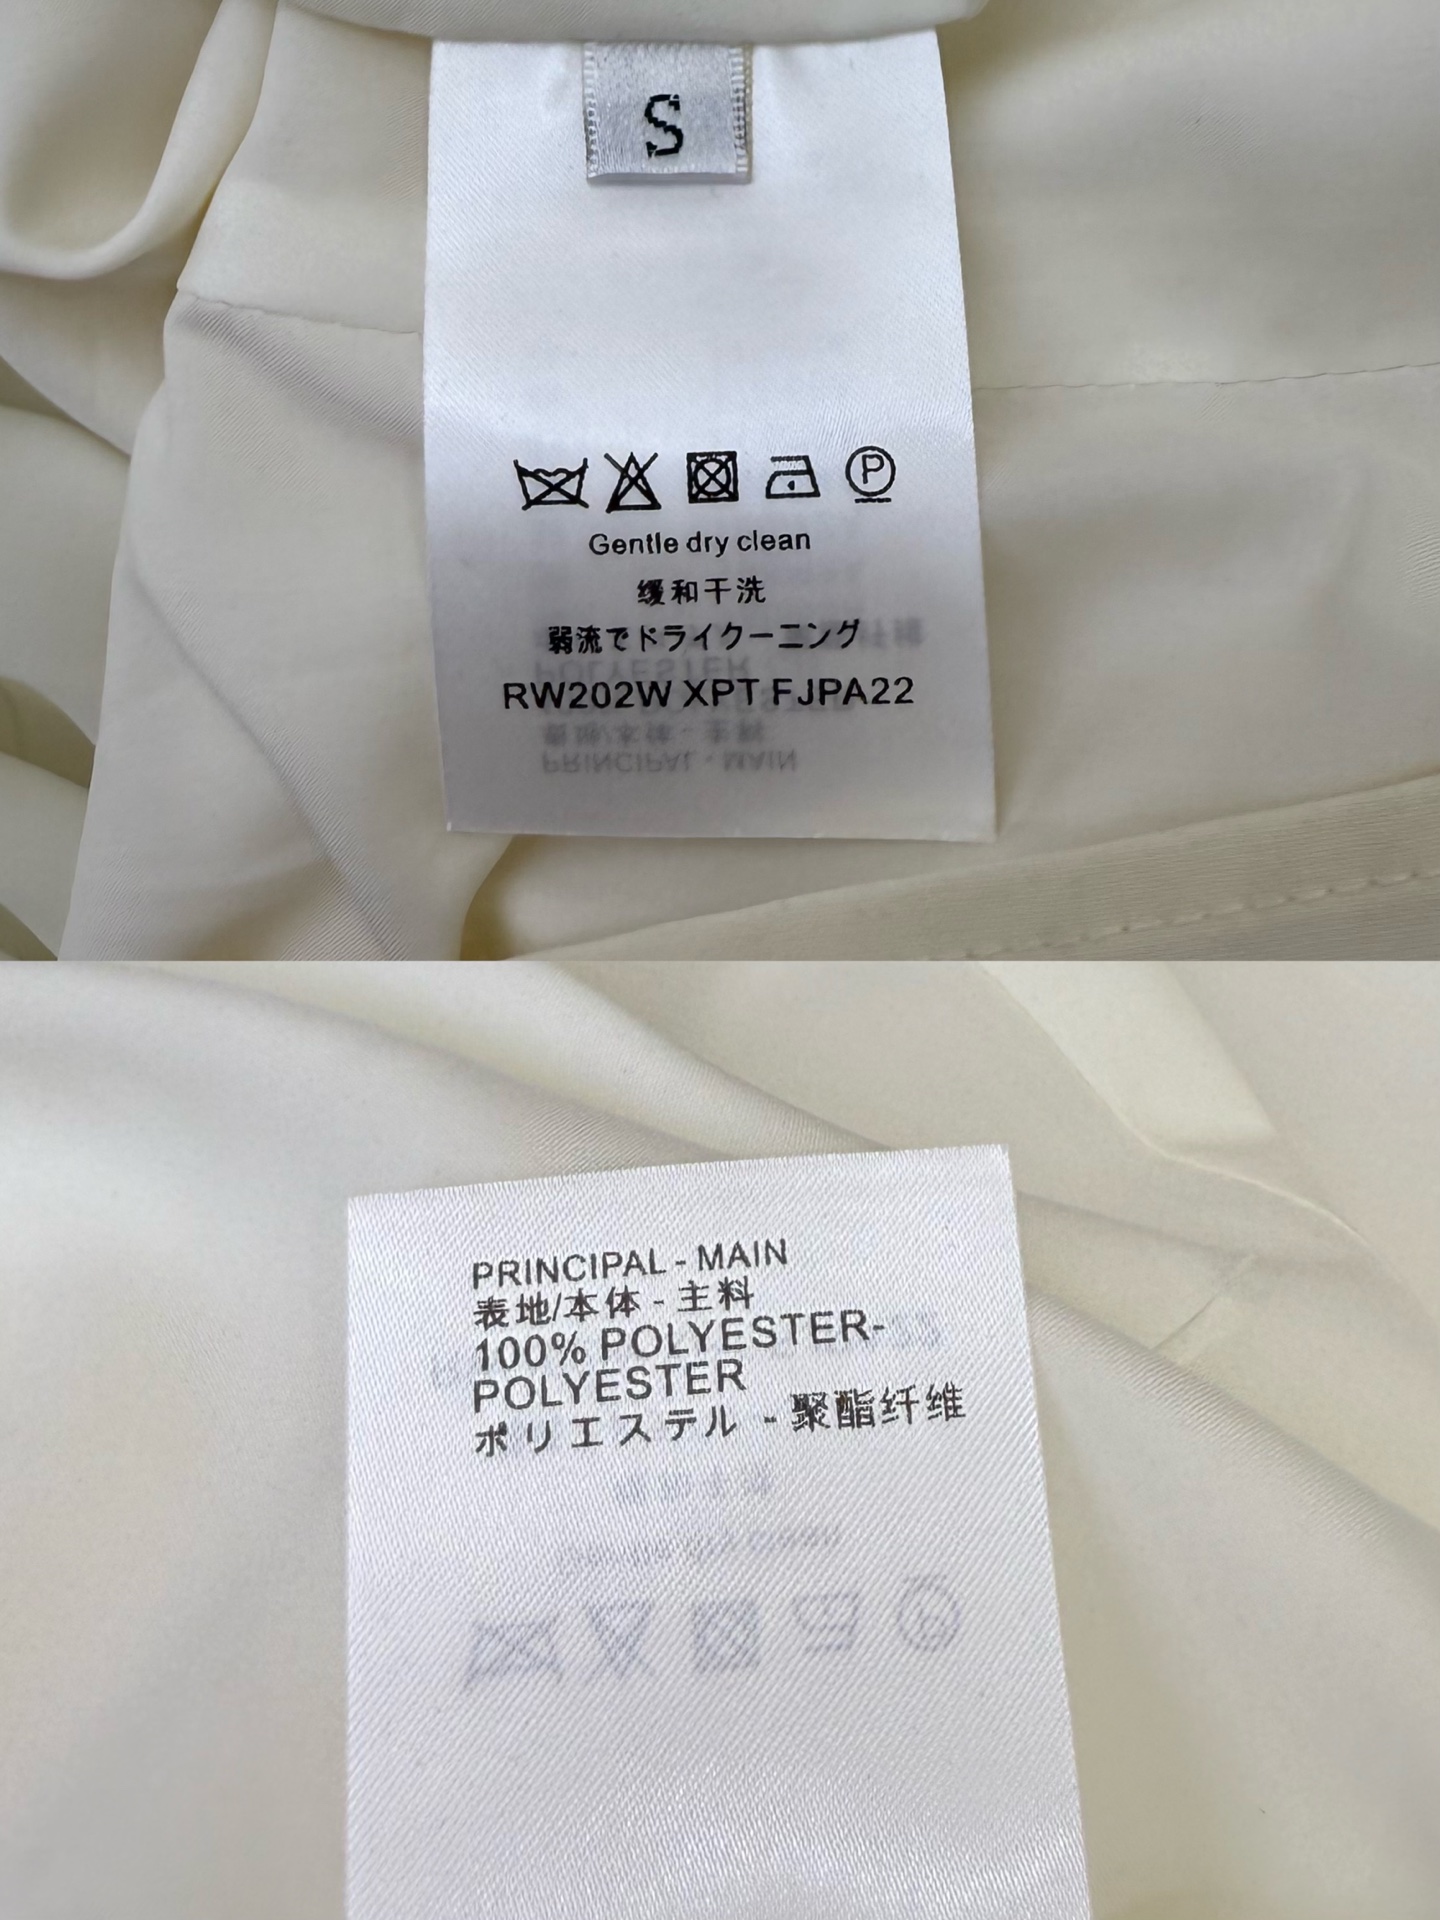 S
P
Gentle dry clean
缓和干洗
弱流でドライクーニング
RW202W XPT FJPA22
PRINCIPAL - MAIN
表地/本体 - 主料
100% POLYESTER-
POLYESTER
ポリエステル - 聚酯纤维